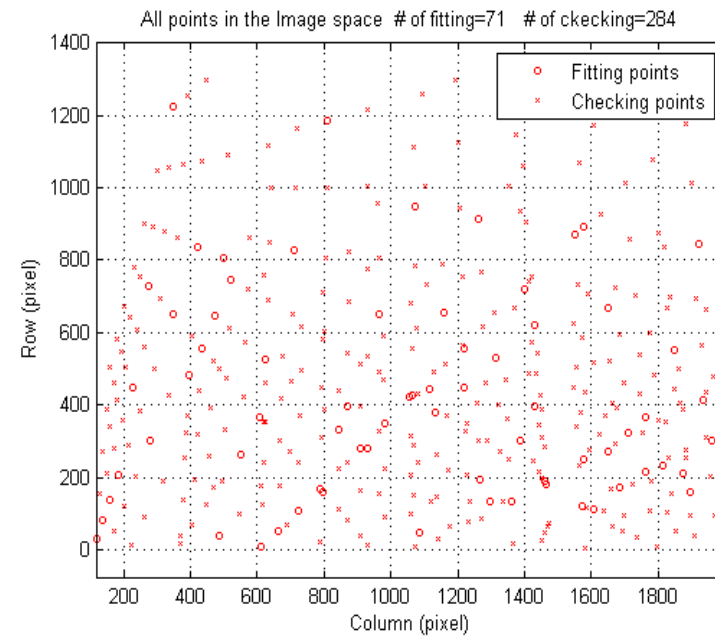 All points in the Image space # of fitting=71 # of ckecking=284
1400
1200
1000
800
600
400
200
0
Row (pixel)
Fitting points
Checking points
200 400 600 800 1000 1200 1400 1600 1800
Column (pixel)